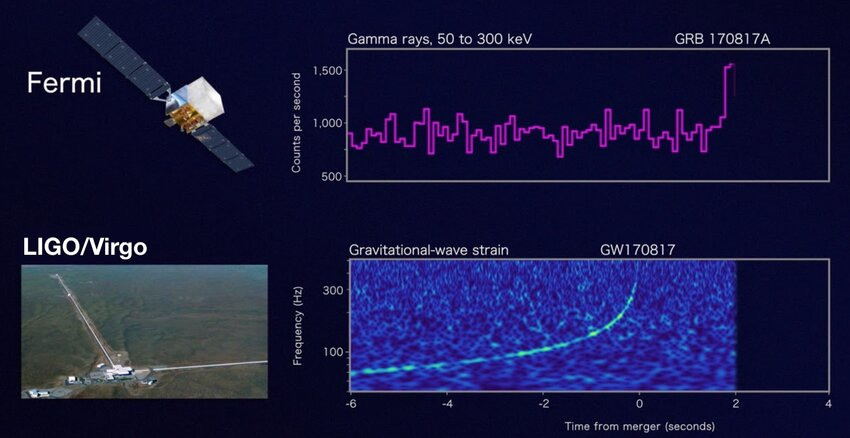 Fermi
Gamma rays, 50 to 300 keV
GRB 170817A
Counts per second
1,500
1,000
500
LIGO/Virgo
Gravitational-wave strain
GW170817
Frequency (Hz)
300
100
-6 -4 -2 0 2 4
Time from merger (seconds)